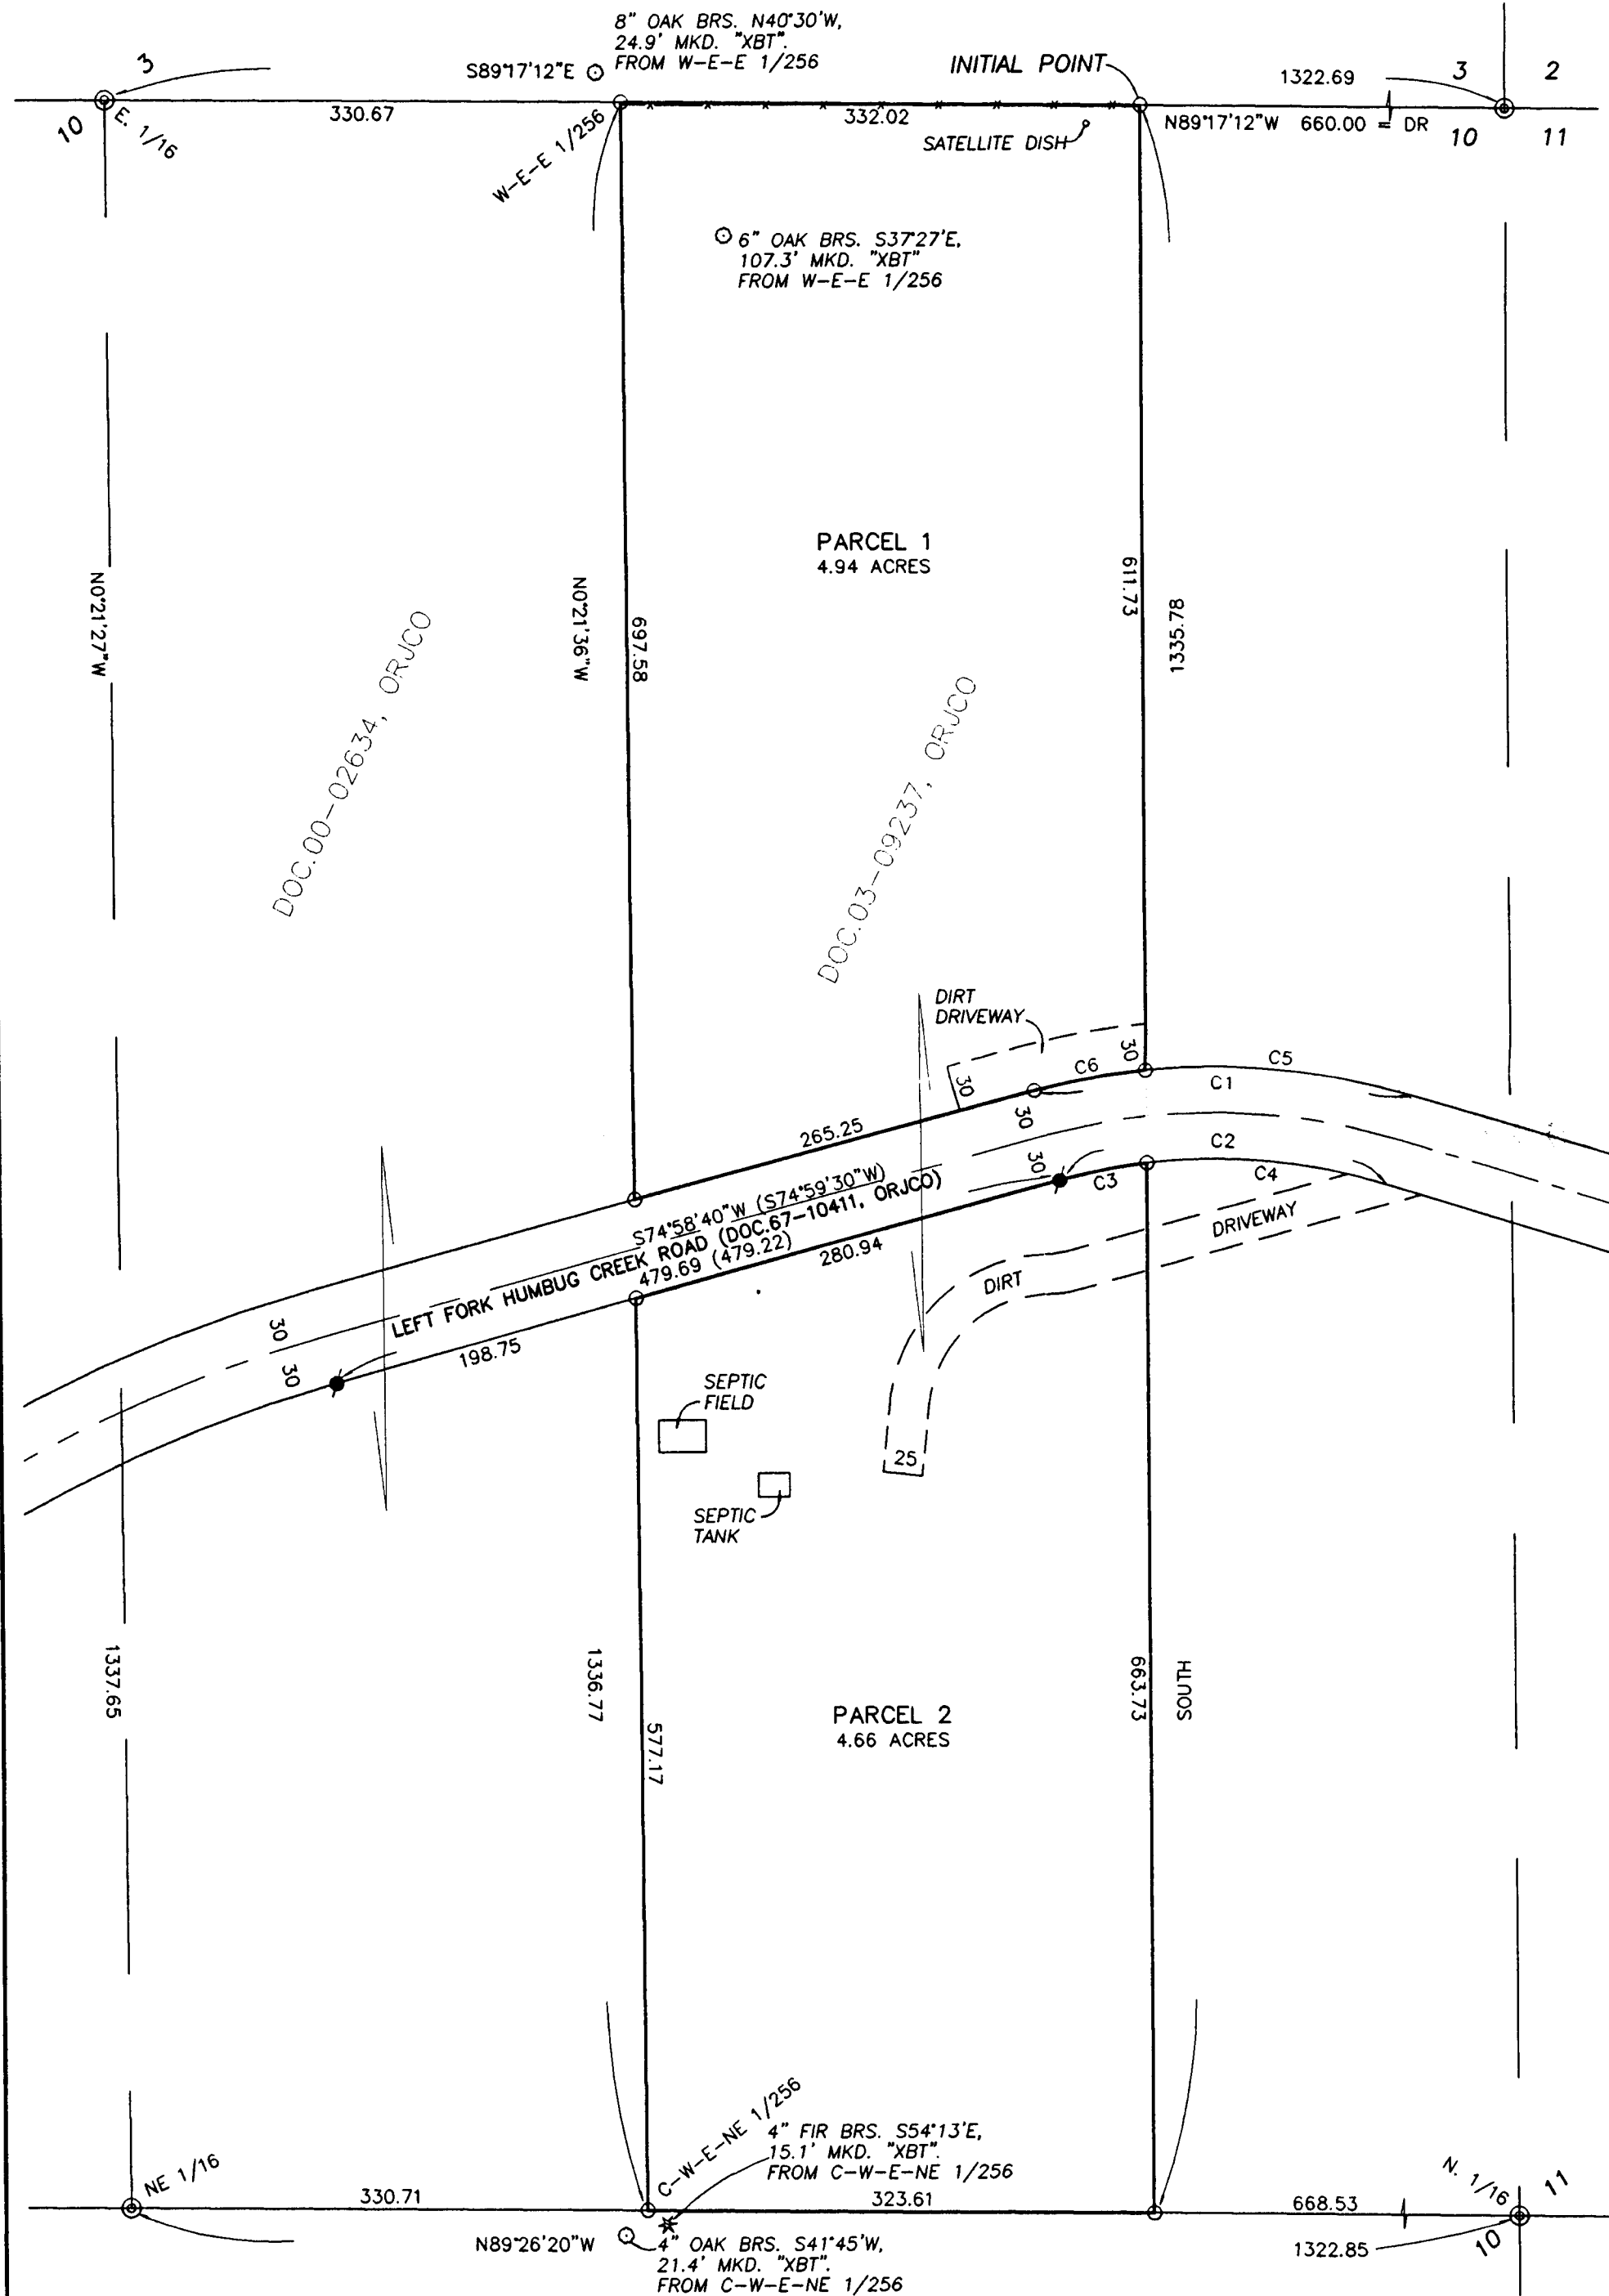 8" OAK BRS. N40°30'W,
24.9' MKD. "XBT".
FROM W-E-E 1/256
S89°17'12"E
INITIAL POINT
1322.69
3
3
2
10
E. 1/16
330.67
W-E-E 1/256
332.02
SATELLITE DISH
N89°17'12"W 660.00 = DR
10
11
6" OAK BRS. S37°27'E,
107.3' MKD. "XBT"
FROM W-E-E 1/256
PARCEL 1
4.94 ACRES
N0°21'27"W
N0°21'36"W
697.58
611.73
1335.78
DOC.00-02634, ORJCO
DOC.03-09237, ORJCO
DIRT
DRIVEWAY
30
30
C6
C5
C1
30
265.25
30
C2
C3
C4
S74°58'40"W (S74°59'30"W)
LEFT FORK HUMBUG CREEK ROAD (DOC.67-10411, ORJCO)
479.69 (479.22)
280.94
DRIVEWAY
DIRT
30
30
198.75
SEPTIC
FIELD
25
SEPTIC
TANK
1337.65
1336.77
577.17
663.73
SOUTH
PARCEL 2
4.66 ACRES
C-W-E-NE 1/256
4" FIR BRS. S54°13'E,
15.1' MKD. "XBT".
FROM C-W-E-NE 1/256
NE 1/16
330.71
323.61
668.53
N. 1/16
11
10
N89°26'20"W
4" OAK BRS. S41°45'W,
21.4' MKD. "XBT".
FROM C-W-E-NE 1/256
1322.85